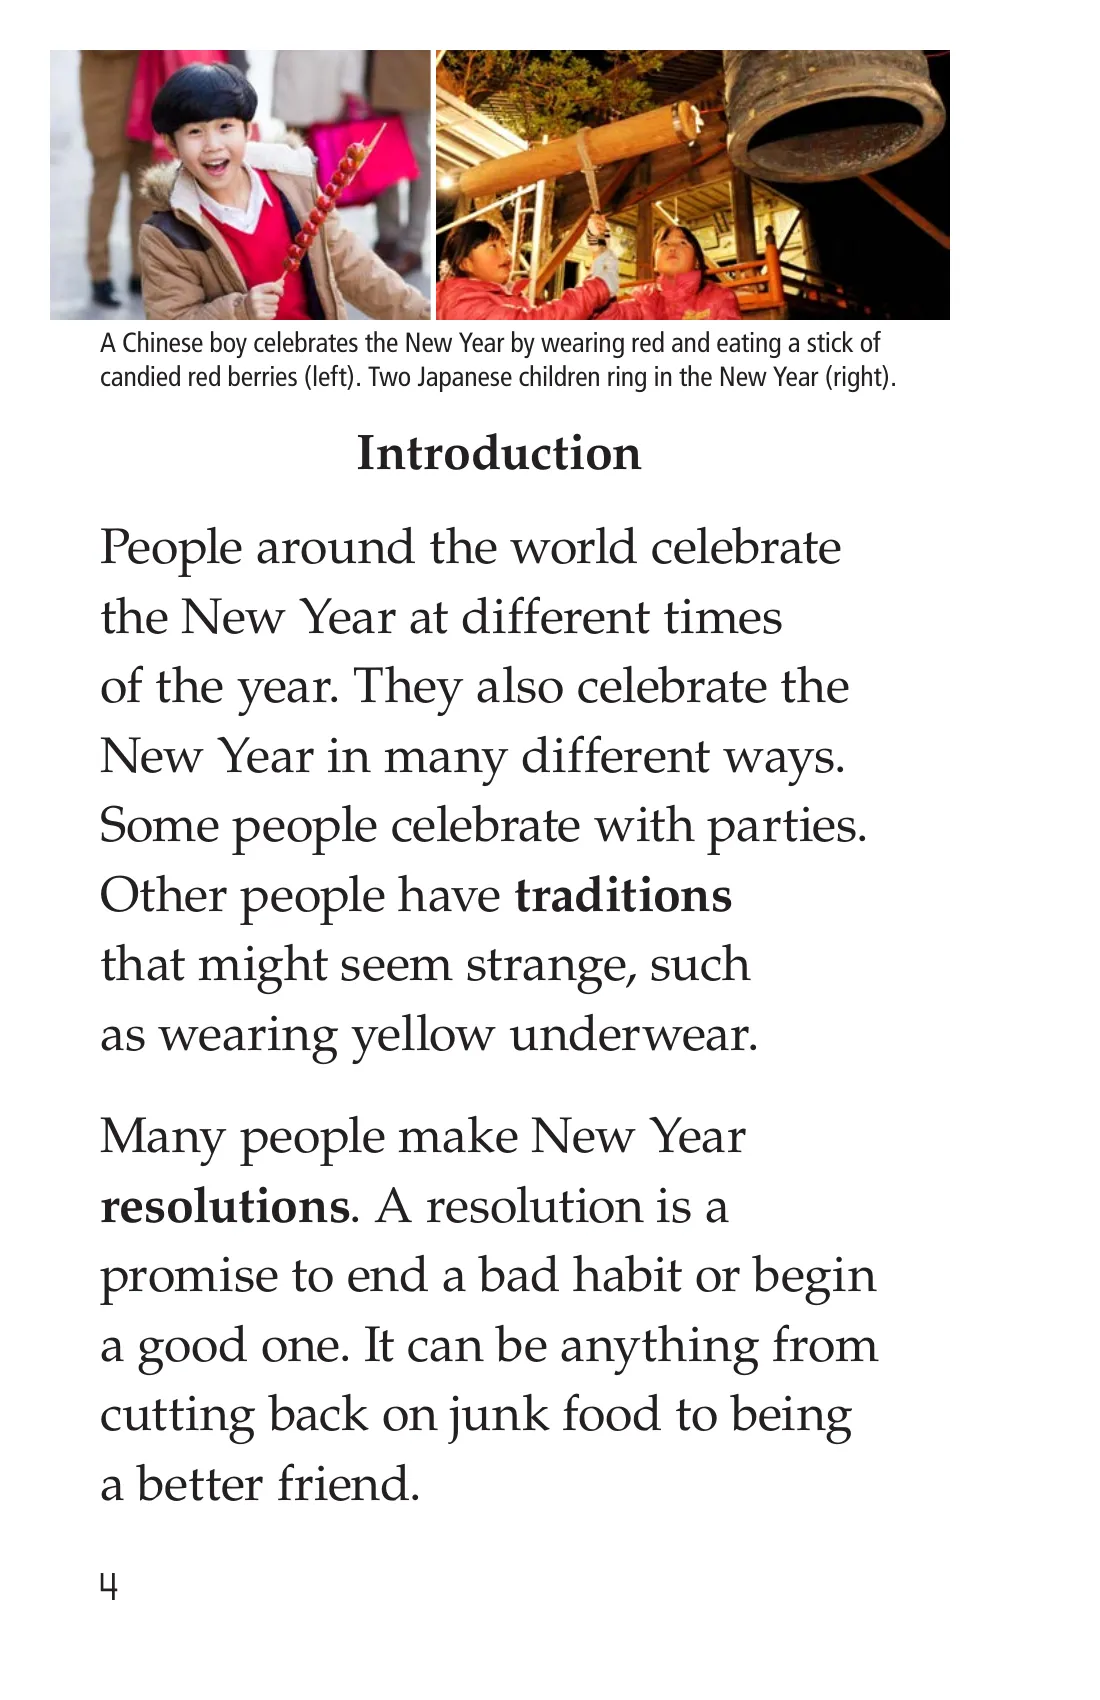 A Chinese boy celebrates the New Year by wearing red and eating a stick of
candied red berries (left). Two Japanese children ring in the New Year (right).
Introduction
People around the world celebrate
the New Year at different times
of the year. They also celebrate the
New Year in many different ways.
Some people celebrate with parties.
Other people have traditions
that might seem strange, such
as wearing yellow underwear.
Many people make New Year
resolutions. A resolution is a
promise to end a bad habit or begin
a good one. It can be anything from
cutting back on junk food to being
a better friend.
4